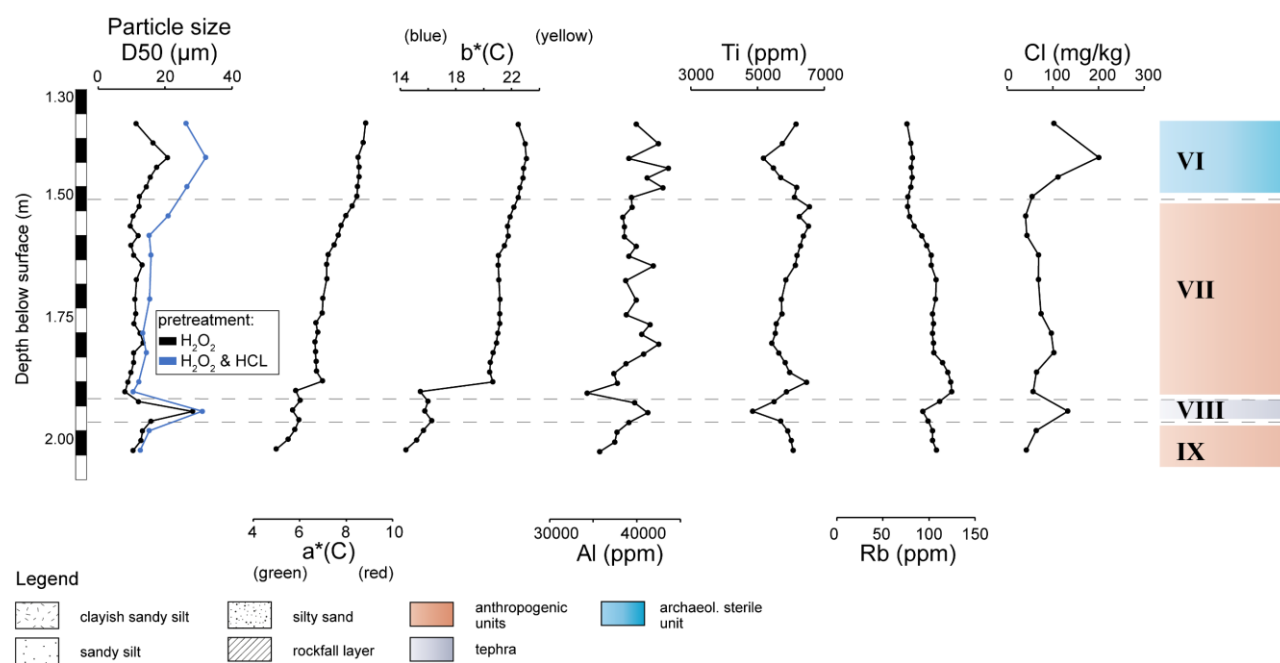 Particle size
D50 (µm)
0 20 40
(blue) (yellow)
b*(C)
14 18 22
Ti (ppm)
3000 5000 7000
Cl (mg/kg)
0 100 200 300
Depth below surface (m)
1.30
1.50
1.75
2.00
pretreatment:
H₂O₂
H₂O₂ & HCL
VI
VII
VIII
IX
4 6 8 10
a*(C)
(green) (red)
30000 40000
Al (ppm)
0 50 100 150
Rb (ppm)
Legend
clayish sandy silt
silty sand
anthropogenic
units
archaeol. sterile
unit
sandy silt
rockfall layer
tephra